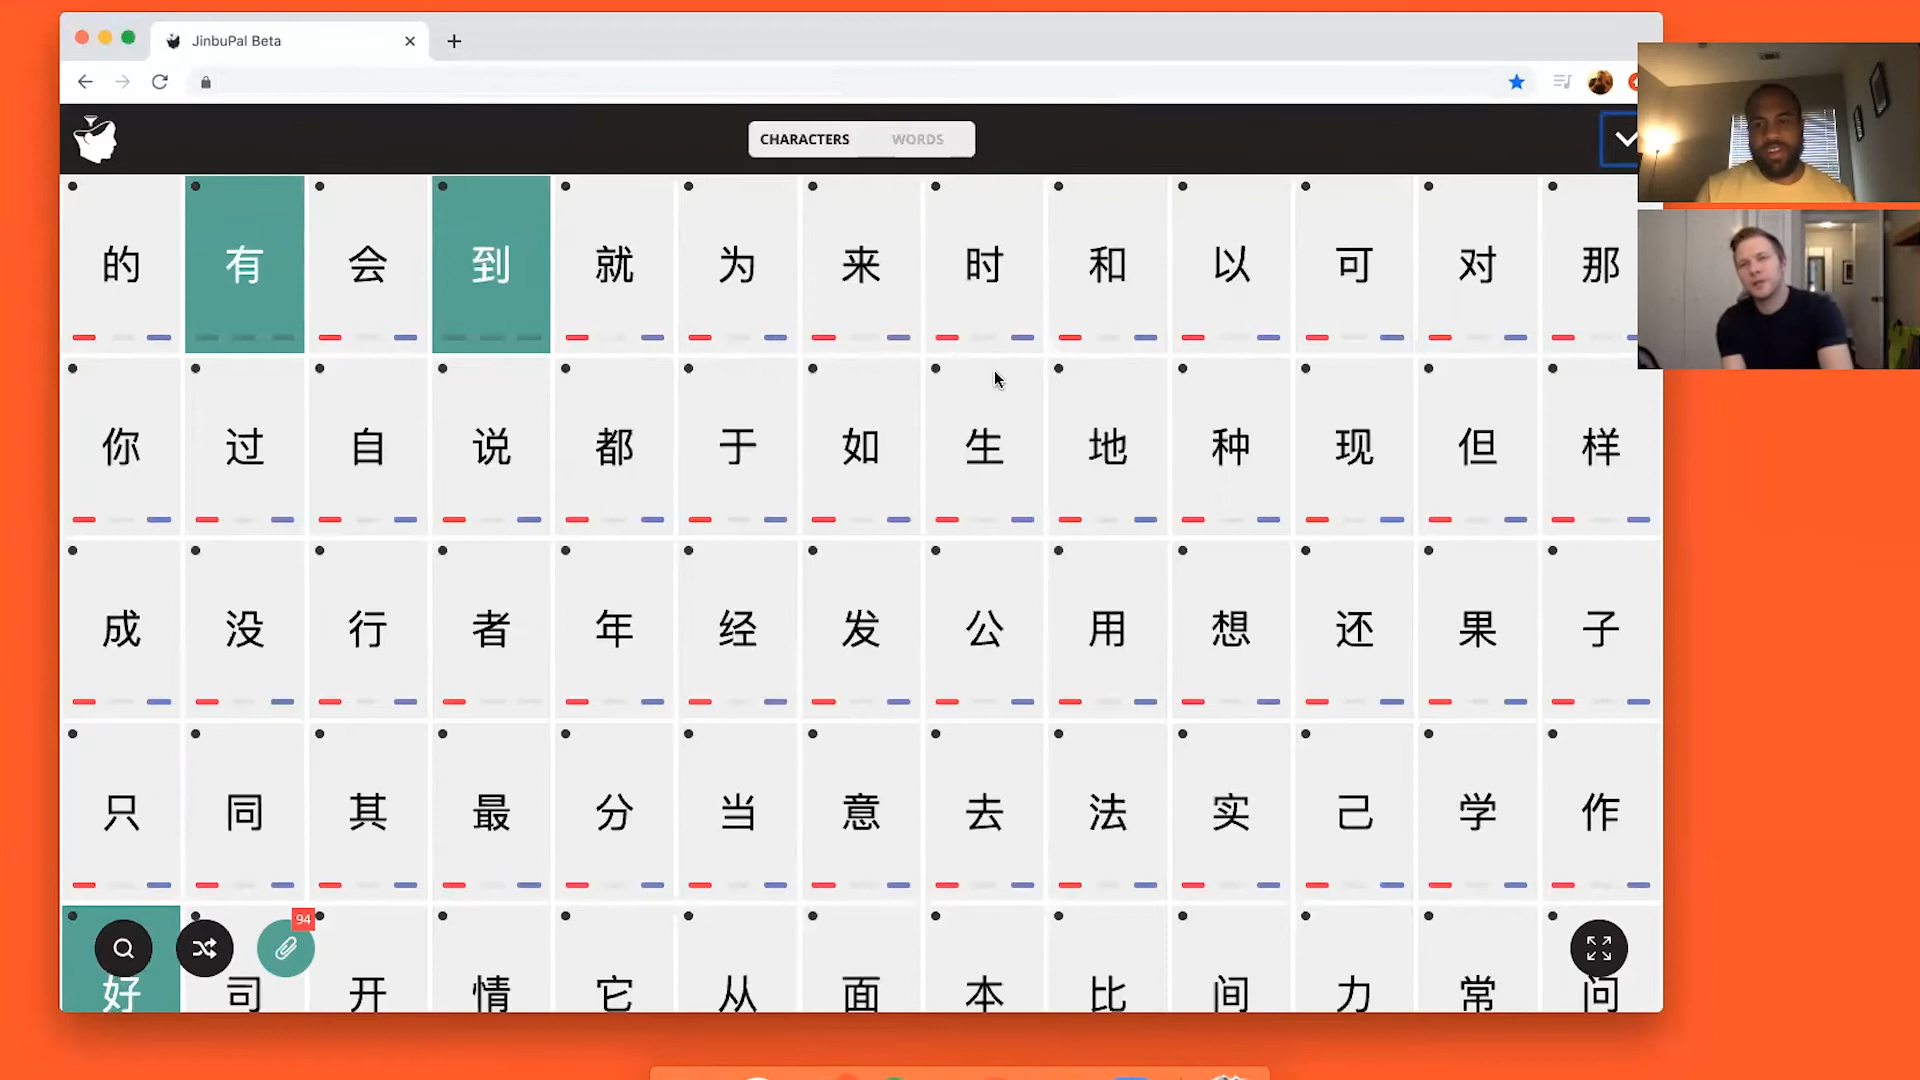 JinbuPal Beta
CHARACTERS WORDS
的 有 会 到 就 为 来 时 和 以 可 对 那
你 过 自 说 都 于 如 生 地 种 现 但 样
成 没 行 者 年 经 发 公 用 想 还 果 子
只 同 其 最 分 当 意 去 法 实 己 学 作
94
好 司 开 情 它 从 面 本 比 间 力 常 问